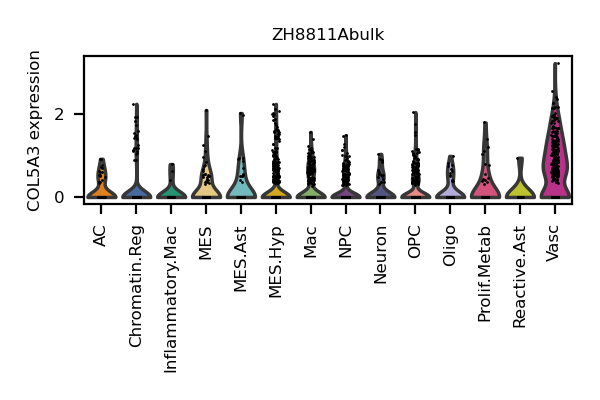 ZH8811Abulk
COL5A3 expression
2
0
AC
Chromatin.Reg
Inflammatory.Mac
MES
MES.Ast
MES.Hyp
Mac
NPC
Neuron
OPC
Oligo
Prolif.Metab
Reactive.Ast
Vasc